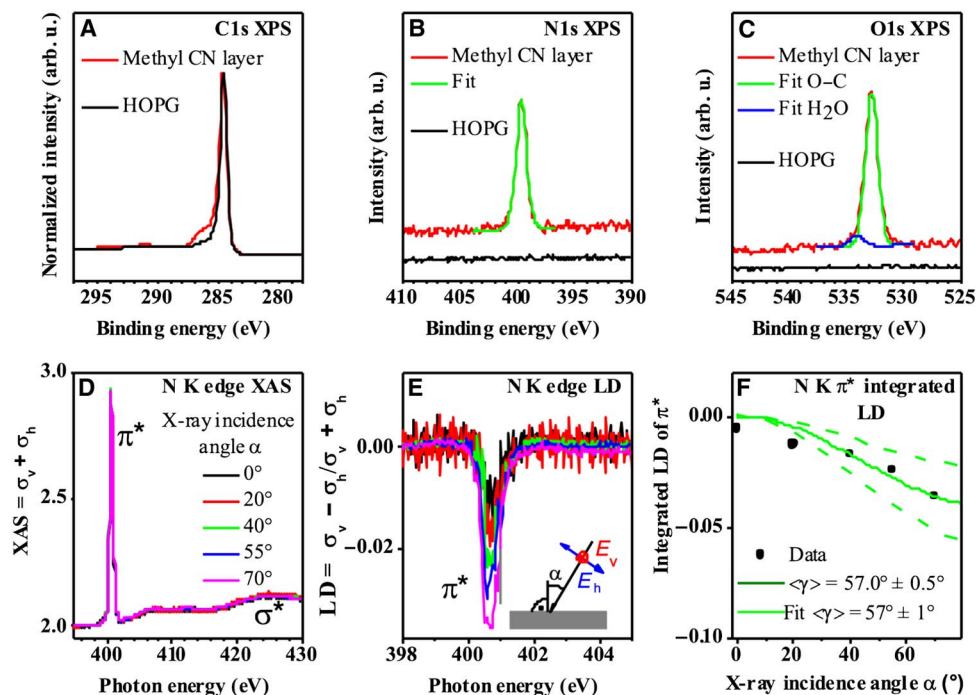 A
C1s XPS
Methyl CN layer
HOPG
Normalized intensity (arb. u.)
295 290 285 280
Binding energy (eV)
B
N1s XPS
Methyl CN layer
Fit
HOPG
Intensity (arb. u.)
410 405 400 395 390
Binding energy (eV)
C
O1s XPS
Methyl CN layer
Fit O–C
Fit H₂O
HOPG
Intensity (arb. u.)
545 535 530 525
Binding energy (eV)
D
N K edge XAS
X-ray incidence
angle α
0°
20°
40°
55°
70°
π*
σ*
XAS = σᵥ + σₕ
3.0
2.5
2.0
400 410 420 430
Photon energy (eV)
E
N K edge LD
LD = σᵥ − σₕ/σᵥ + σₕ
0.00
−0.02
π*
α
Eᵥ
Eₕ
398 400 402 404
Photon energy (eV)
F
N K π* integrated
LD
Integrated LD of π*
0.00
−0.05
−0.10
Data
<γ> = 57.0° ± 0.5°
Fit <γ> = 57° ± 1°
0 20 40 60
X-ray incidence angle α (°)